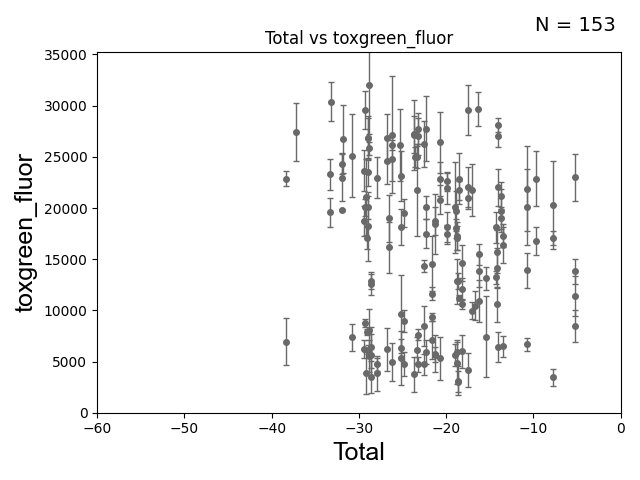 N = 153
Total vs toxgreen_fluor
35000
30000
25000
20000
15000
10000
5000
0
toxgreen_fluor
−60 −50 −40 −30 −20 −10 0
Total